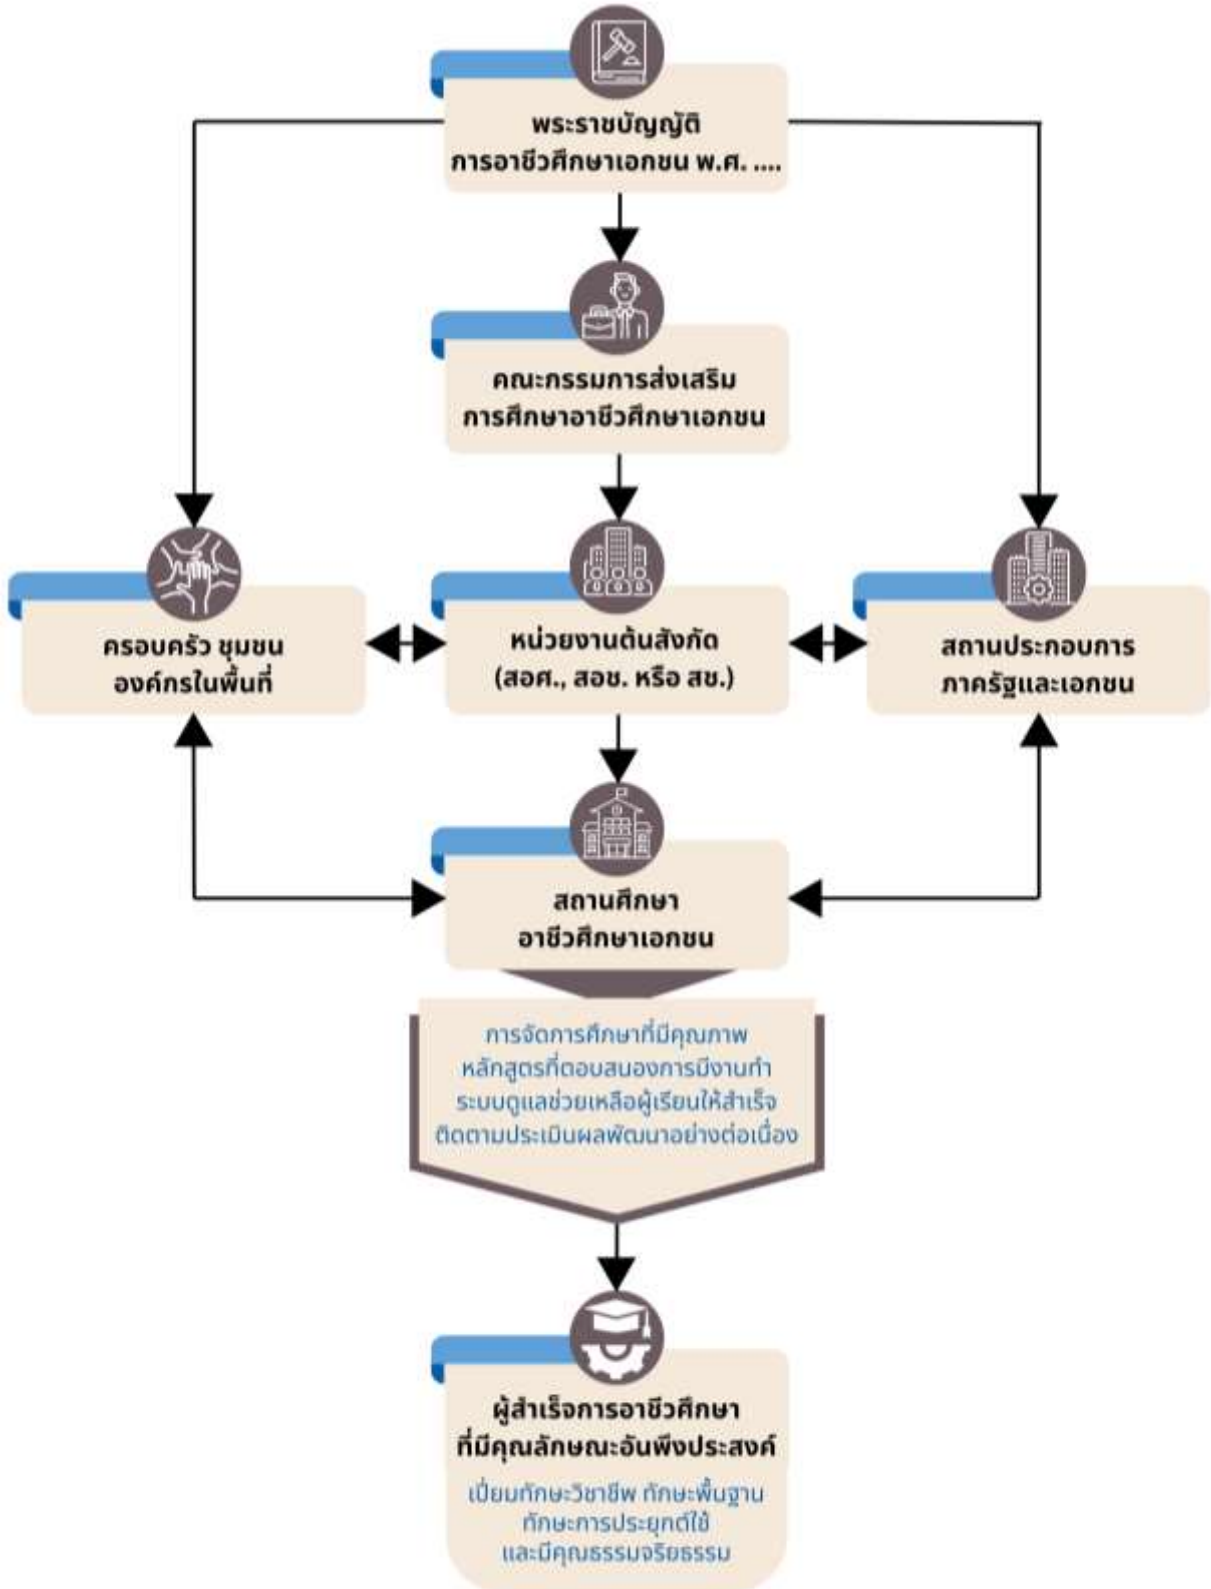 พระราชบัญญัติ
การอาชีวศึกษาเอกชน พ.ศ. ....
คณะกรรมการส่งเสริม
การศึกษาอาชีวศึกษาเอกชน
ครอบครัว ชุมชน
องค์กรในพื้นที่
หน่วยงานต้นสังกัด
(สอศ., สอช. หรือ สช.)
สถานประกอบการ
ภาครัฐและเอกชน
สถานศึกษา
อาชีวศึกษาเอกชน
การจัดการศึกษาที่มีคุณภาพ
หลักสูตรที่ตอบสนองการมีงานทำ
ระบบดูแลช่วยเหลือผู้เรียนให้สำเร็จ
ติดตามประเมินผลพัฒนาอย่างต่อเนื่อง
ผู้สำเร็จการอาชีวศึกษา
ที่มีคุณลักษณะอันพึงประสงค์
เปี่ยมทักษะวิชาชีพ ทักษะพื้นฐาน
ทักษะการประยุกต์ใช้
และมีคุณธรรมจริยธรรม